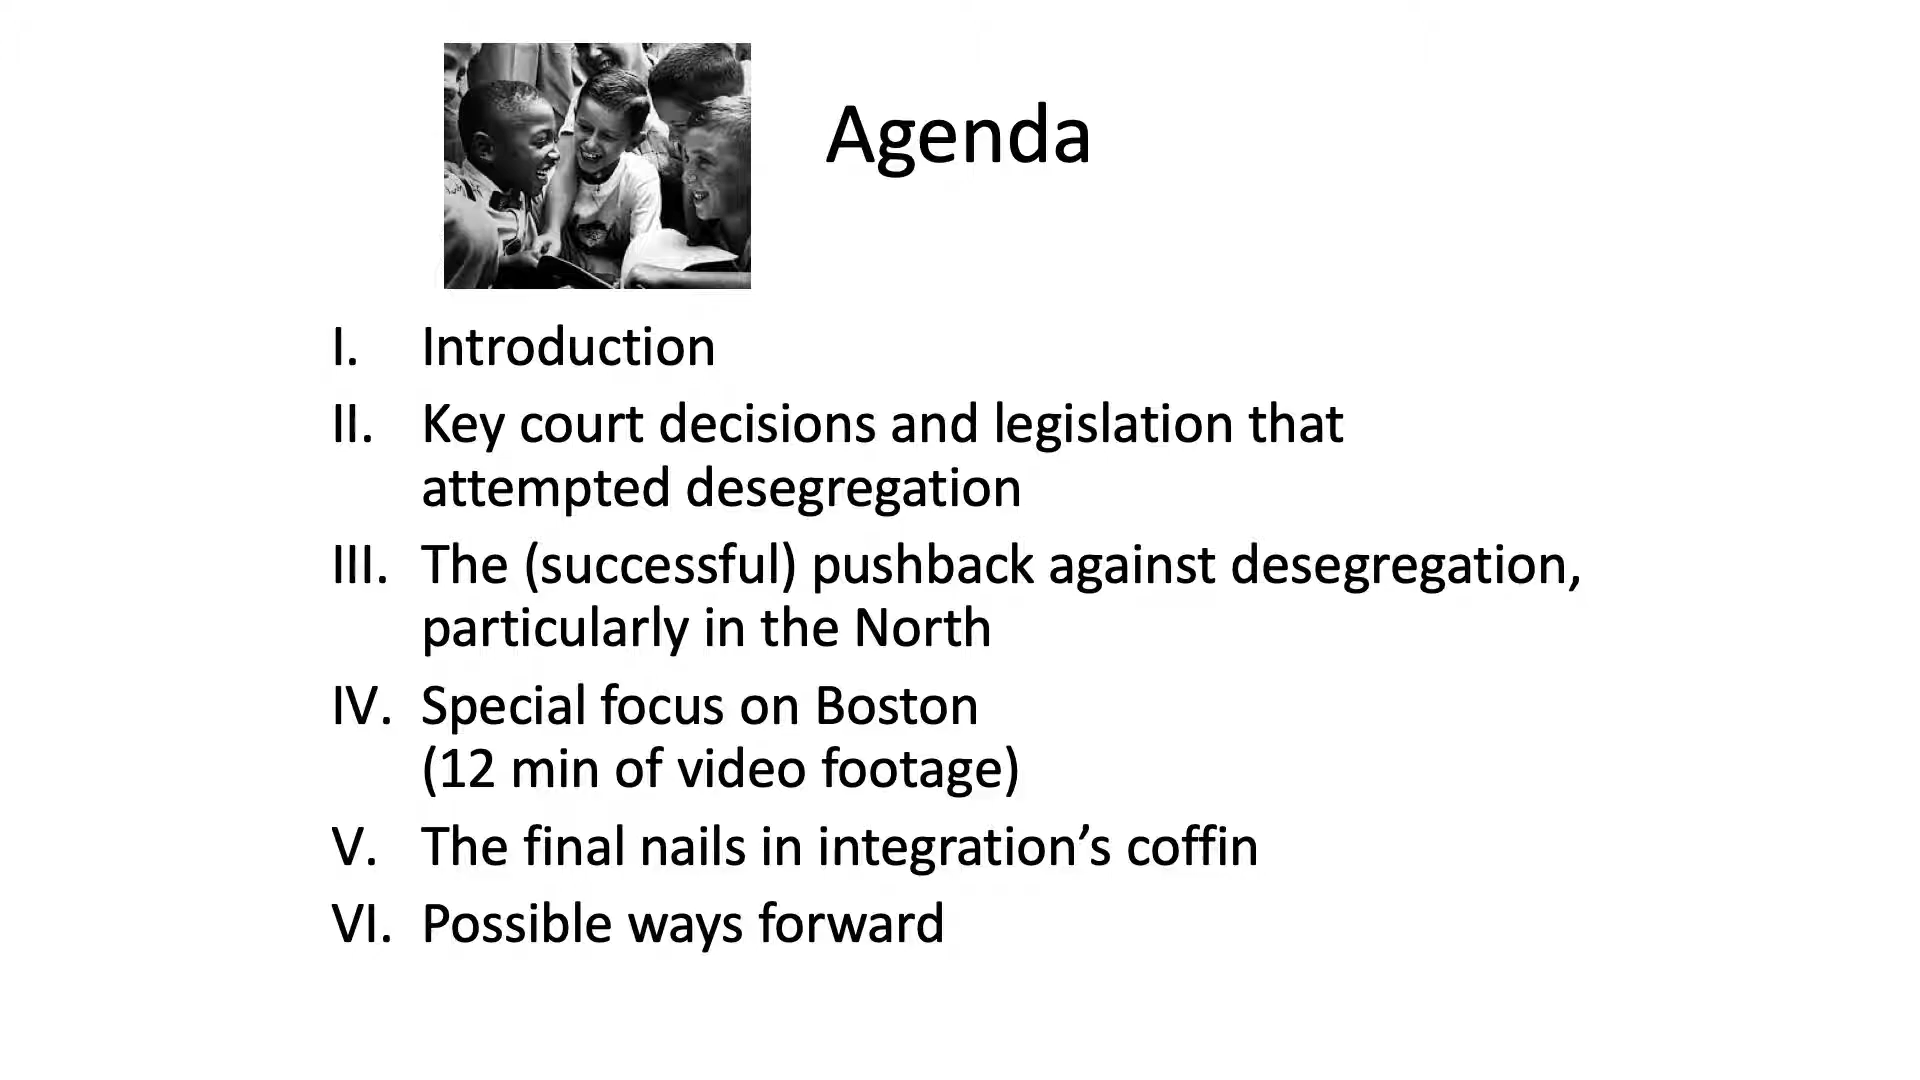 Agenda
I. Introduction
II. Key court decisions and legislation that
attempted desegregation
III. The (successful) pushback against desegregation,
particularly in the North
IV. Special focus on Boston
(12 min of video footage)
V. The final nails in integration’s coffin
VI. Possible ways forward